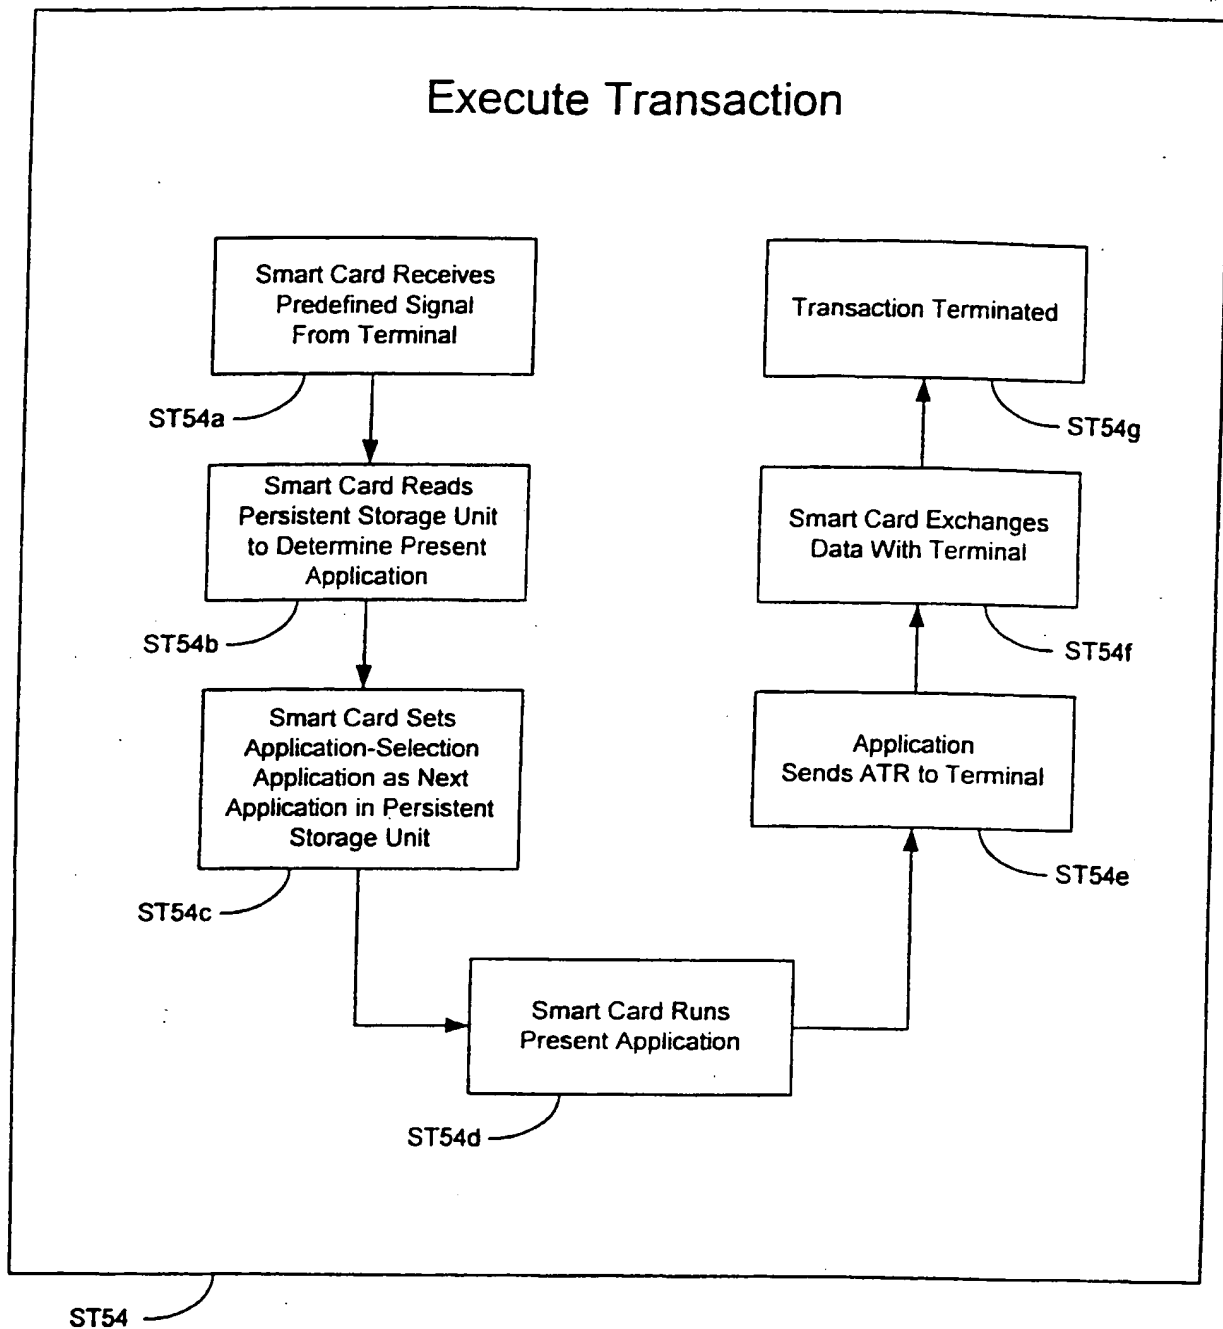 Execute Transaction
Smart Card Receives
Predefined Signal
From Terminal
ST54a
Smart Card Reads
Persistent Storage Unit
to Determine Present
Application
ST54b
Smart Card Sets
Application-Selection
Application as Next
Application in Persistent
Storage Unit
ST54c
Smart Card Runs
Present Application
ST54d
Application
Sends ATR to Terminal
ST54e
Smart Card Exchanges
Data With Terminal
ST54f
Transaction Terminated
ST54g
ST54